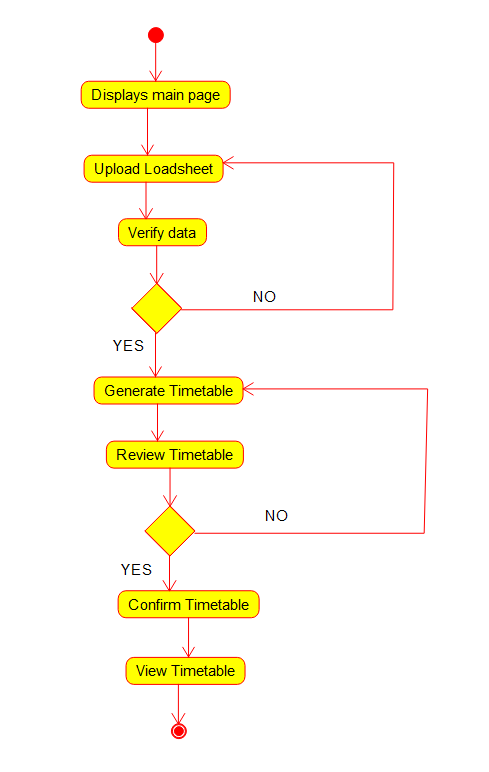 Displays main page
Upload Loadsheet
Verify data
NO
YES
Generate Timetable
Review Timetable
NO
YES
Confirm Timetable
View Timetable